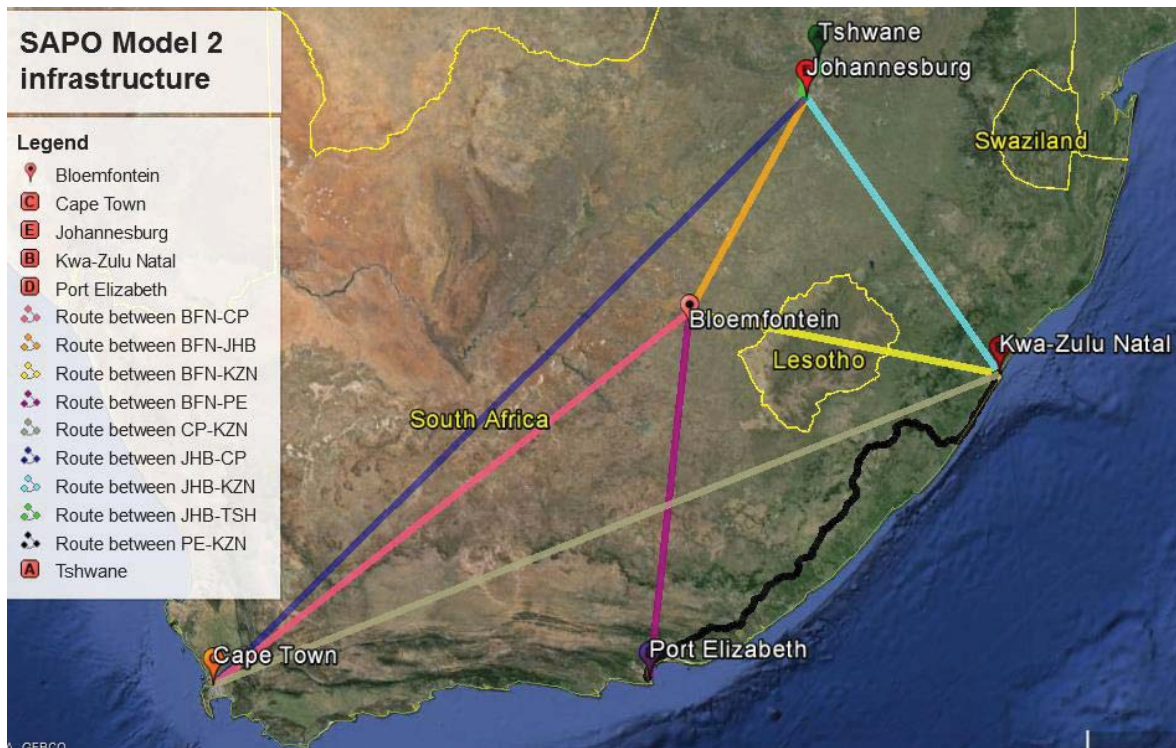 SAPO Model 2
infrastructure
Legend
Bloemfontein
C Cape Town
E Johannesburg
B Kwa-Zulu Natal
D Port Elizabeth
Route between BFN-CP
Route between BFN-JHB
Route between BFN-KZN
Route between BFN-PE
Route between CP-KZN
Route between JHB-CP
Route between JHB-KZN
Route between JHB-TSH
Route between PE-KZN
A Tshwane
Tshwane
Johannesburg
Swaziland
Bloemfontein
Kwa-Zulu Natal
Lesotho
South Africa
Port Elizabeth
Cape Town
GEBCO